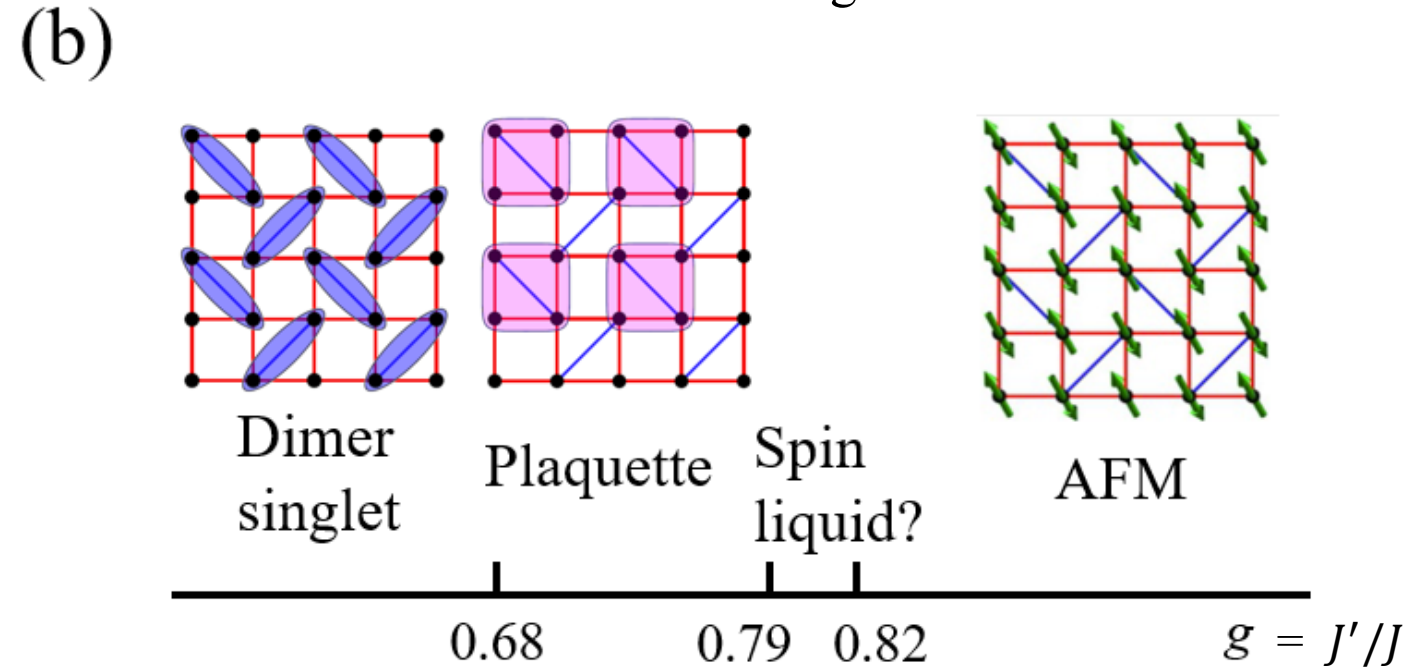 g
(b)
Dimer
singlet
Plaquette
Spin
liquid?
AFM
0.68
0.79
0.82
g = J′/J